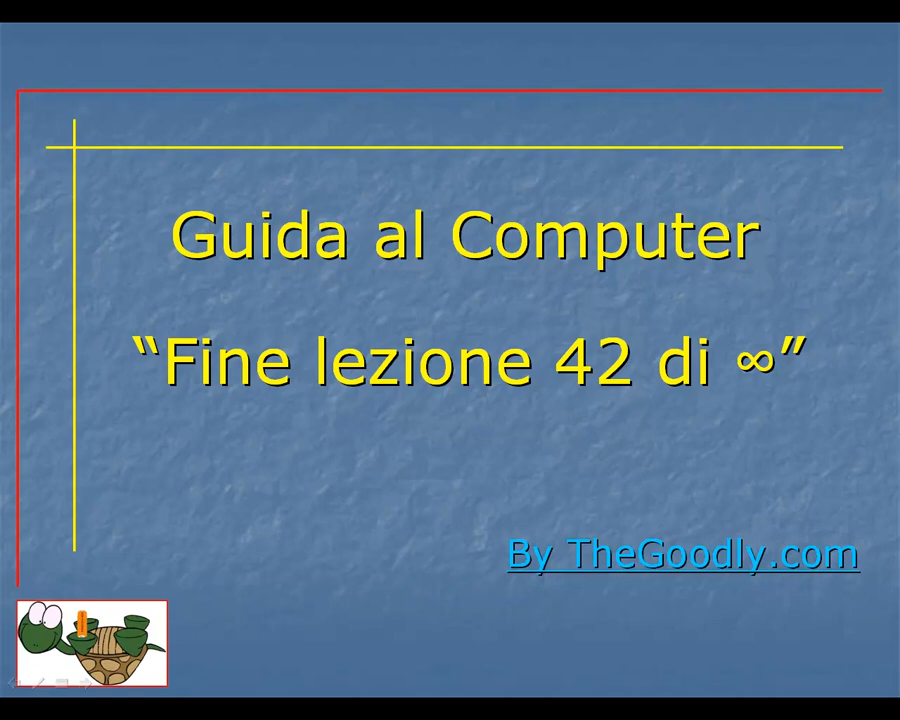 Guida al Computer
“Fine lezione 42 di ∞”
By TheGoodly.com